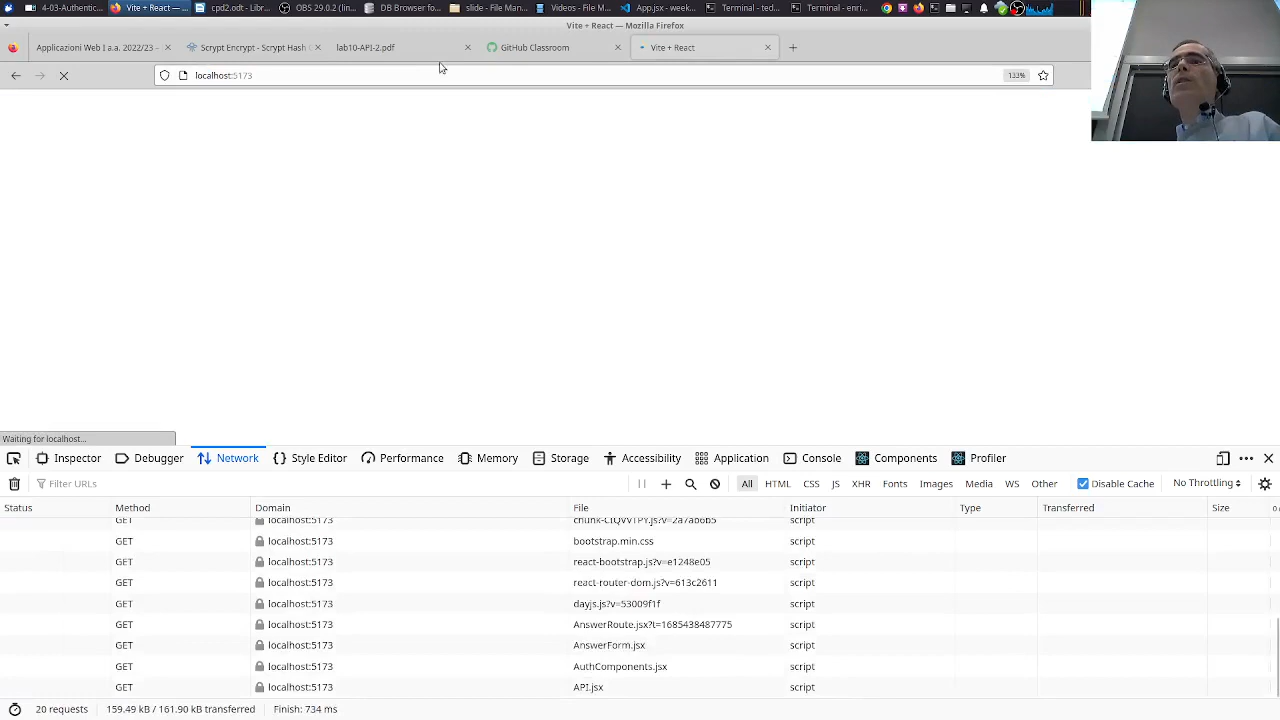 4-03-Authentic...
Vite + React —...
cpd2.odt - Libr...
OBS 29.0.2 (lin...
DB Browser fo...
slide - File Man...
Videos - File M...
App.jsx - week...
Terminal - ted...
Terminal - enri...
Vite + React — Mozilla Firefox
Applicazioni Web I a.a. 2022/23 –
Scrypt Encrypt - Scrypt Hash
lab10-API-2.pdf
GitHub Classroom
Vite + React
localhost:5173
133%
Waiting for localhost...
Inspector
Debugger
Network
Style Editor
Performance
Memory
Storage
Accessibility
Application
Console
Components
Profiler
Filter URLs
All
HTML
CSS
JS
XHR
Fonts
Images
Media
WS
Other
Disable Cache
No Throttling
Status Method Domain File Initiator Type Transferred Size
GET localhost:5173 script
GET localhost:5173 bootstrap.min.css script
GET localhost:5173 react-bootstrap.js?v=e1248e05 script
GET localhost:5173 react-router-dom.js?v=613c2611 script
GET localhost:5173 dayjs.js?v=53009f1f script
GET localhost:5173 AnswerRoute.jsx?t=1685438487775 script
GET localhost:5173 AnswerForm.jsx script
GET localhost:5173 AuthComponents.jsx script
GET localhost:5173 API.jsx script
20 requests
159.49 kB / 161.90 kB transferred
Finish: 734 ms